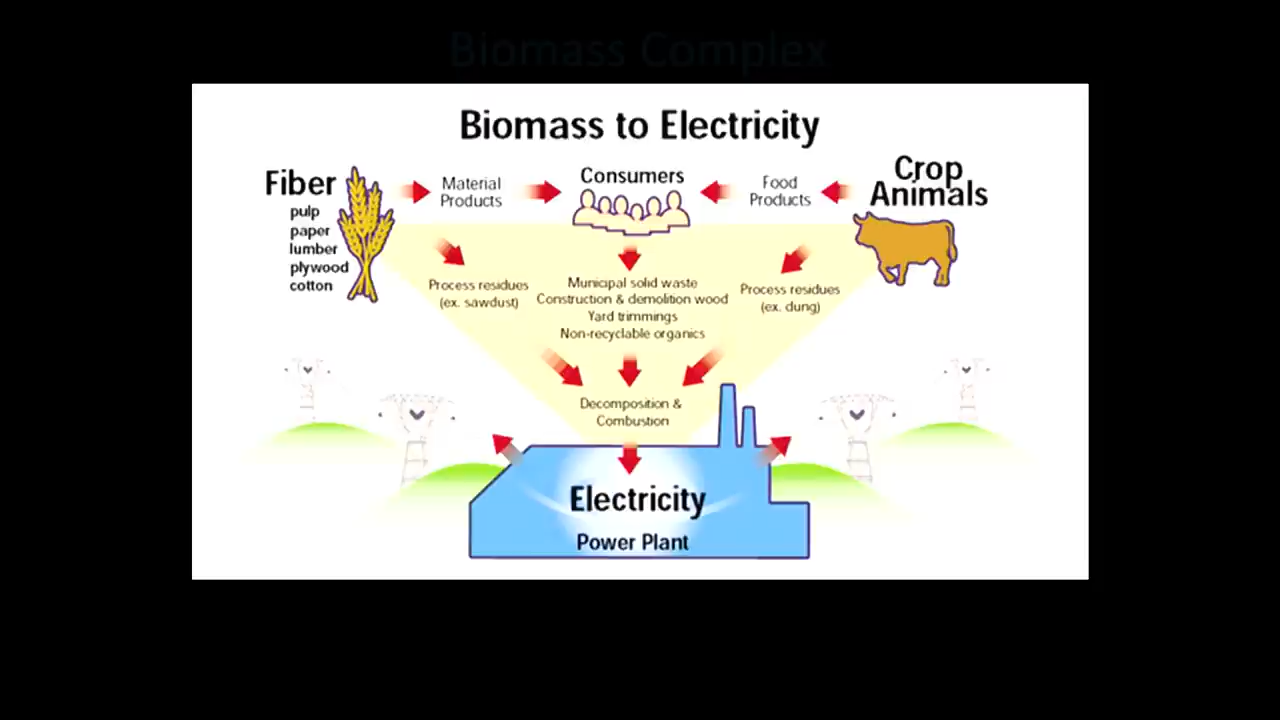 Biomass Complex
Biomass to Electricity
Fiber
pulp
paper
lumber
plywood
cotton
Material
Products
Consumers
Food
Products
Crop
Animals
Process residues
(ex. sawdust)
Municipal solid waste
Construction & demolition wood
Yard trimmings
Non-recyclable organics
Process residues
(ex. dung)
Decomposition &
Combustion
Electricity
Power Plant